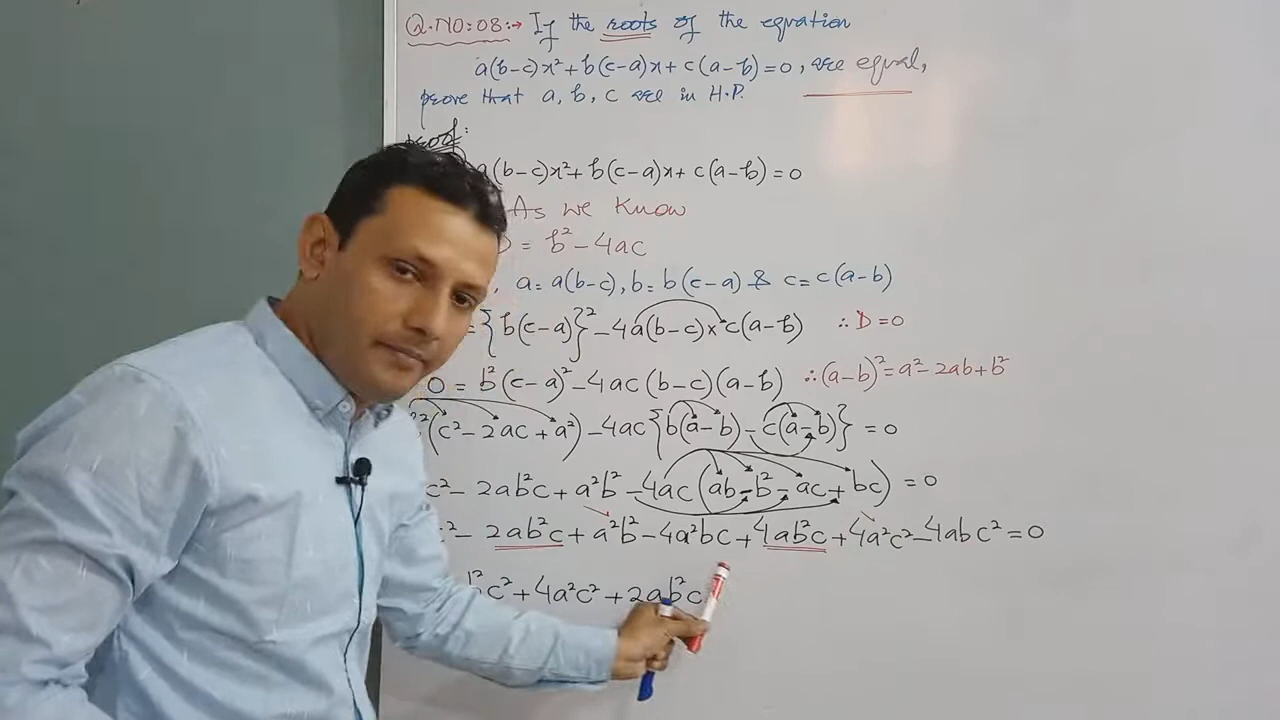 Q.NO:08:→ If the roots of the equation
a(b-c)x²+b(c-a)x+c(a-b)=0, are equal,
prove that a, b, c are in H.P.
Proof:
a(b-c)x²+b(c-a)x+c(a-b)=0
As we know
D = b²-4ac
a=a(b-c), b=b(c-a) & c=c(a-b)
={b(c-a)}²-4a(b-c)×c(a-b) ∴D=0
0=b²(c-a)²-4ac(b-c)(a-b) ∴(a-b)²=a²-2ab+b²
²(c²-2ac+a²)-4ac{b(a-b)-c(a-b)}=0
c²-2ab²c+a²b²-4ac(ab-b²-ac+bc)=0
c²-2ab²c+a²b²-4a²bc+4ab²c+4a²c²-4abc²=0
b²c²+4a²c²+2ab²c